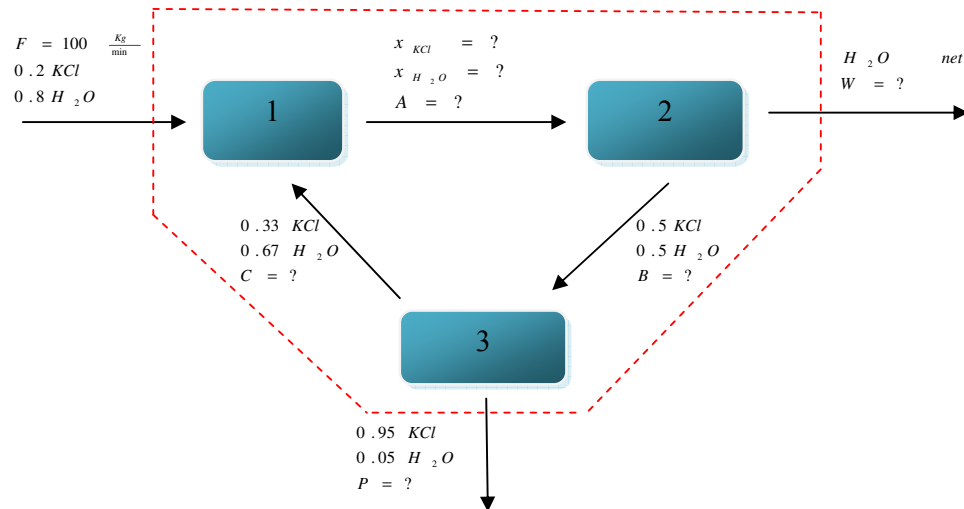 F = 100 Kg/min
0.2 KCl
0.8 H₂O
x KCl = ?
x H₂O = ?
A = ?
H₂O net
W = ?
1
2
0.33 KCl
0.67 H₂O
C = ?
0.5 KCl
0.5 H₂O
B = ?
3
0.95 KCl
0.05 H₂O
P = ?